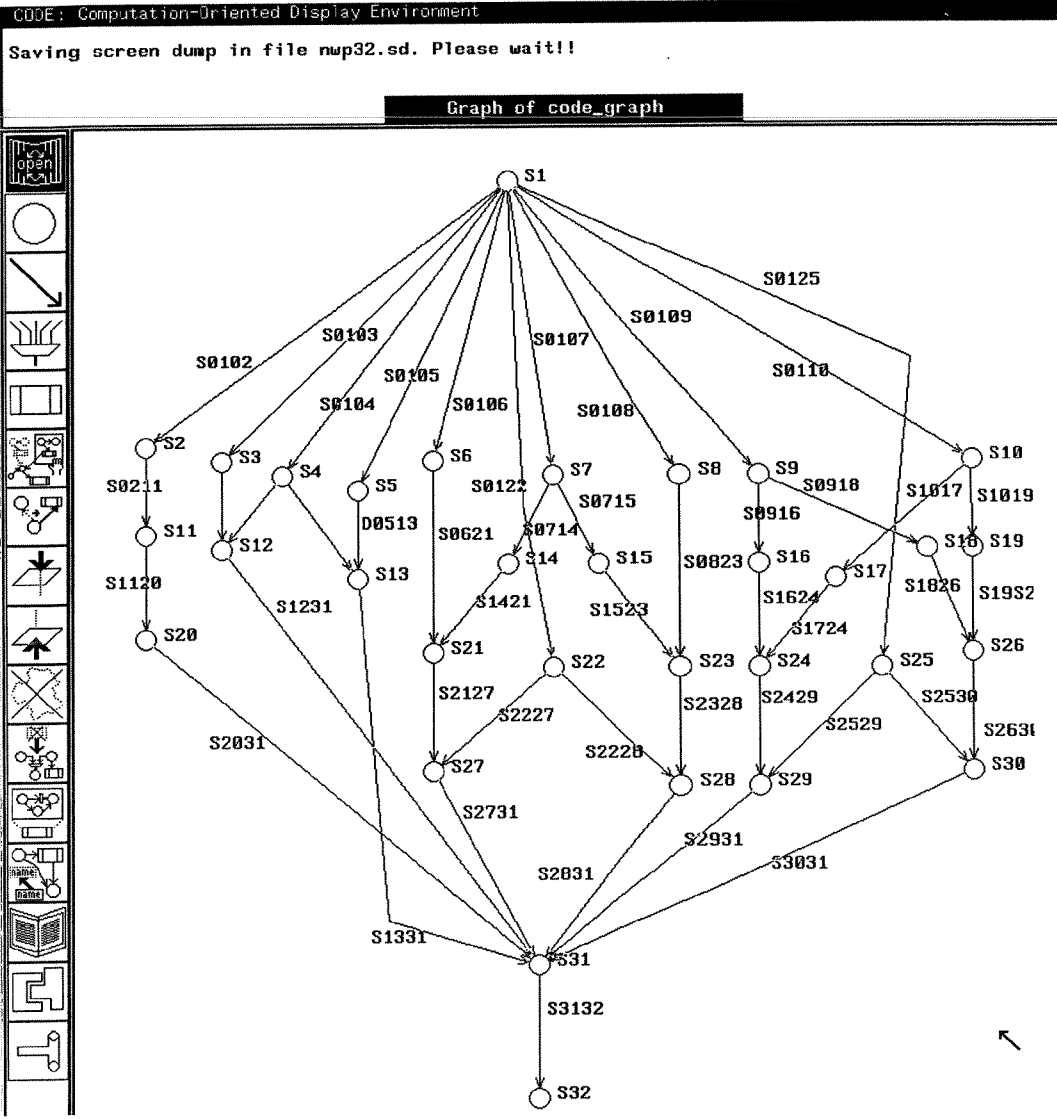 CODE: Computation-Oriented Display Environment
Saving screen dump in file nwp32.sd. Please wait!!
Graph of code_graph
open
S1
S0125
S0109
S0103
S0107
S0102
S0110
S0105
S0104
S0106
S0108
S2
S3
S4
S5
S6
S7
S8
S9
S10
S0211
S0122
S0715
S0918
S1017
S1019
S11
S12
D0513
S0621
S0714
S0916
S13
S14
S15
S0823
S16
S17
S18
S19
S1120
S1231
S1421
S1523
S1624
S1724
S1826
S19S2
S20
S21
S22
S23
S24
S25
S26
S2127
S2227
S2328
S2429
S2530
S2031
S2228
S2529
S2630
S27
S28
S29
S30
S2731
S2931
S2831
S3031
name
name
S1331
S31
S3132
S32